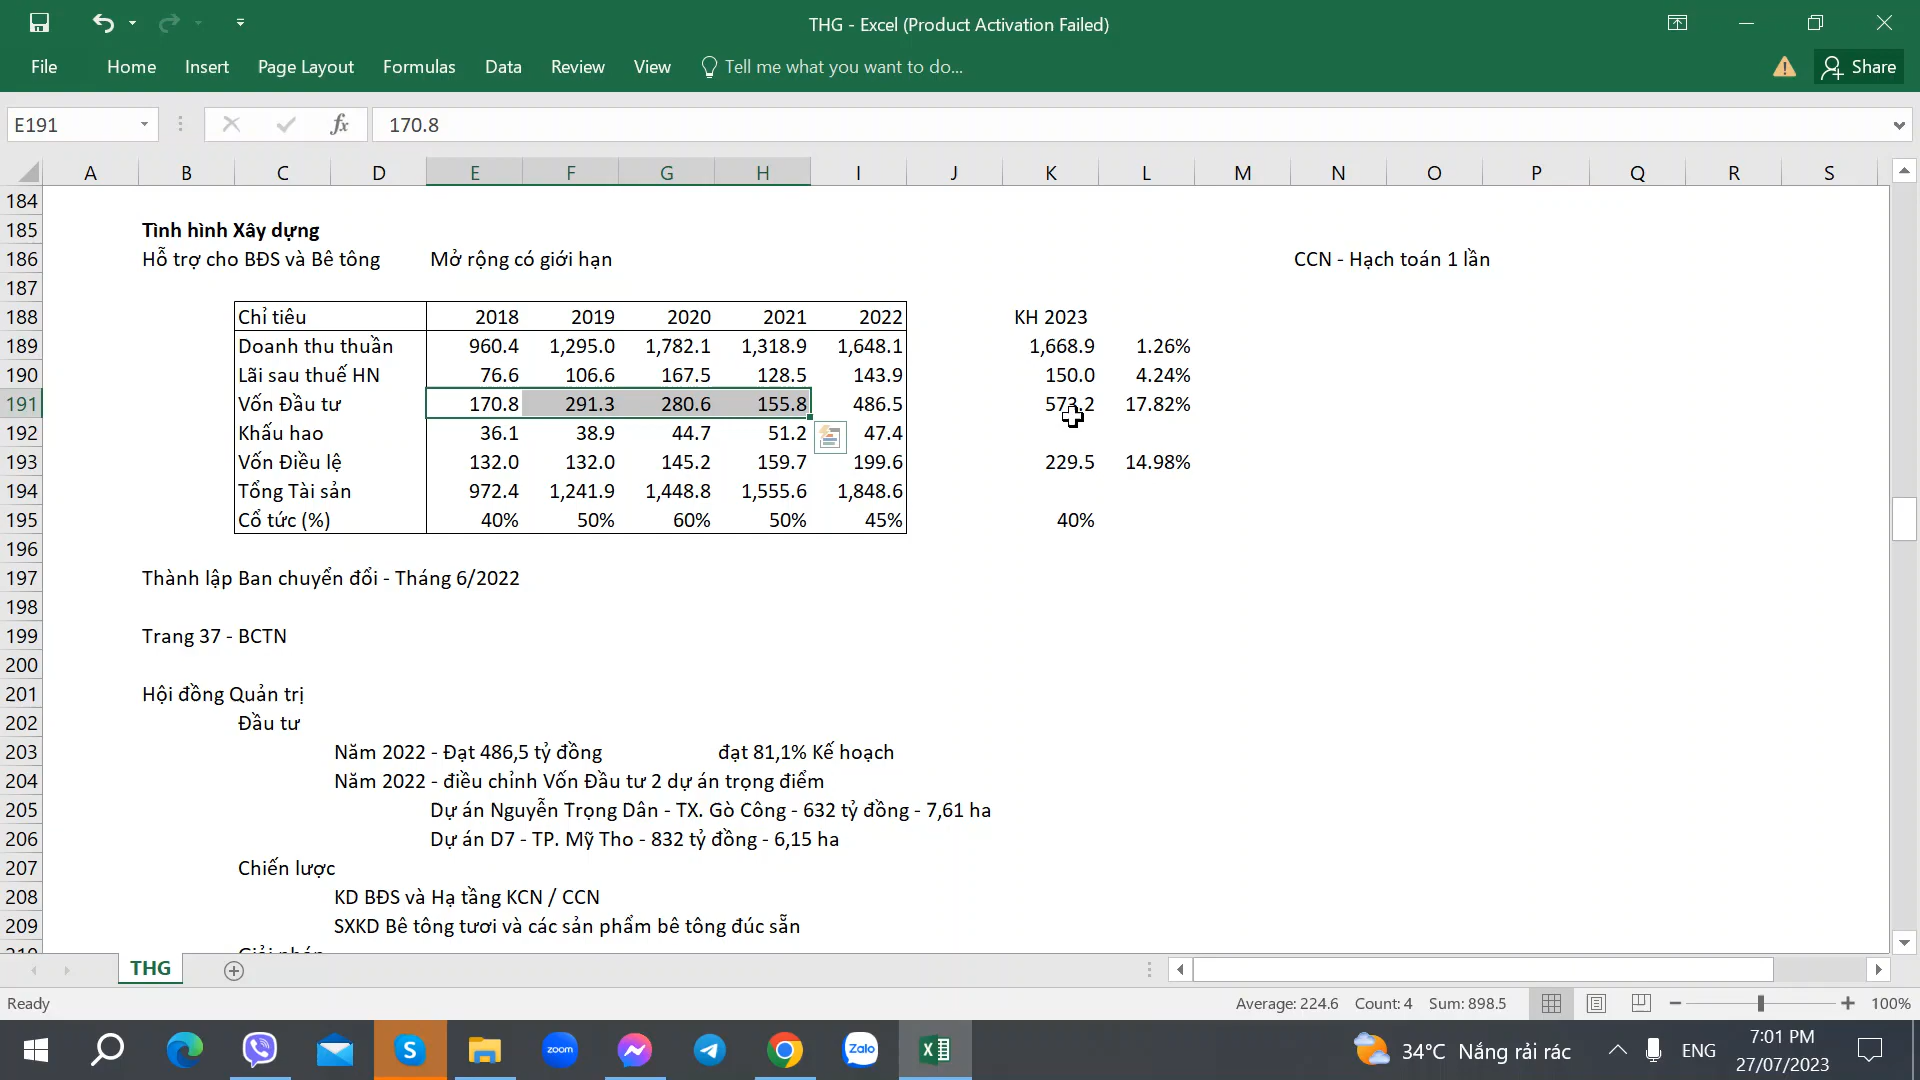 THG - Excel (Product Activation Failed)
File Home Insert Page Layout Formulas Data Review View Tell me what you want to do... Share
E191 fx 170.8
A B C D E F G H I J K L M N O P Q R S
184
185 Tình hình Xây dựng
186 Hỗ trợ cho BĐS và Bê tông Mở rộng có giới hạn CCN - Hạch toán 1 lần
187
188 Chỉ tiêu 2018 2019 2020 2021 2022 KH 2023
189 Doanh thu thuần 960.4 1,295.0 1,782.1 1,318.9 1,648.1 1,668.9 1.26%
190 Lãi sau thuế HN 76.6 106.6 167.5 128.5 143.9 150.0 4.24%
191 Vốn Đầu tư 170.8 291.3 280.6 155.8 486.5 573.2 17.82%
192 Khấu hao 36.1 38.9 44.7 51.2 47.4
193 Vốn Điều lệ 132.0 132.0 145.2 159.7 199.6 229.5 14.98%
194 Tổng Tài sản 972.4 1,241.9 1,448.8 1,555.6 1,848.6
195 Cổ tức (%) 40% 50% 60% 50% 45% 40%
196
197 Thành lập Ban chuyển đổi - Tháng 6/2022
198
199 Trang 37 - BCTN
200
201 Hội đồng Quản trị
202 Đầu tư
203 Năm 2022 - Đạt 486,5 tỷ đồng đạt 81,1% Kế hoạch
204 Năm 2022 - điều chỉnh Vốn Đầu tư 2 dự án trọng điểm
205 Dự án Nguyễn Trọng Dân - TX. Gò Công - 632 tỷ đồng - 7,61 ha
206 Dự án D7 - TP. Mỹ Tho - 832 tỷ đồng - 6,15 ha
207 Chiến lược
208 KD BĐS và Hạ tầng KCN / CCN
209 SXKD Bê tông tươi và các sản phẩm bê tông đúc sẵn
210 Giải pháp
THG
Ready Average: 224.6 Count: 4 Sum: 898.5 100%
S zoom Zalo 34°C Nắng rải rác ENG 7:01 PM
27/07/2023